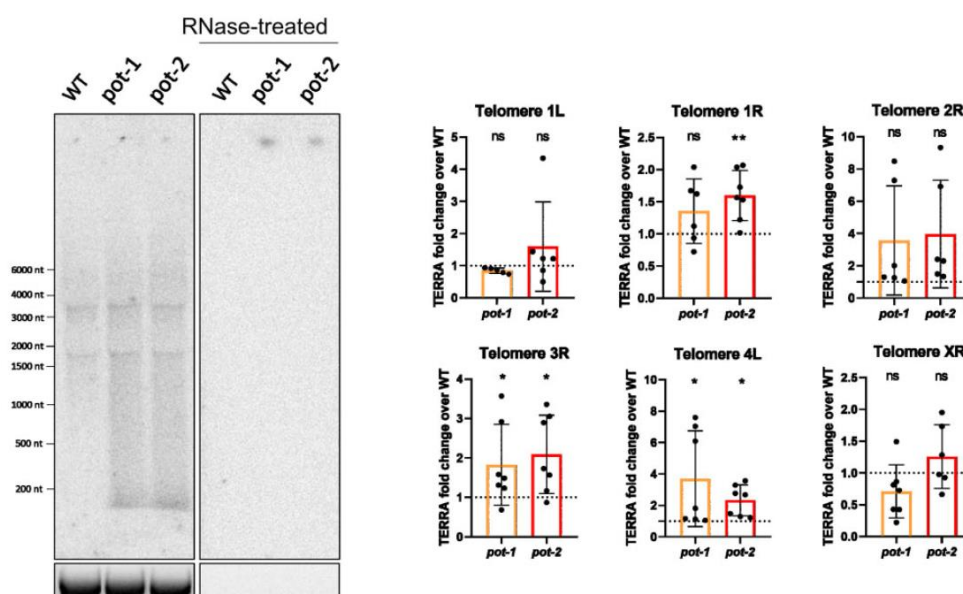 RNase-treated
WT pot-1 pot-2 WT pot-1 pot-2
6000 nt
4000 nt
3000 nt
2000 nt
1500 nt
1000 nt
500 nt
200 nt
Telomere 1L
TERRA fold change over WT
5
4
3
2
1
0
ns ns
pot-1 pot-2
Telomere 1R
TERRA fold change over WT
2.5
2.0
1.5
1.0
0.5
0.0
ns **
pot-1 pot-2
Telomere 2R
TERRA fold change over WT
10
8
6
4
2
0
ns ns
pot-1 pot-2
Telomere 3R
TERRA fold change over WT
4
3
2
1
0
* *
pot-1 pot-2
Telomere 4L
TERRA fold change over WT
10
8
6
4
2
0
* *
pot-1 pot-2
Telomere XR
TERRA fold change over WT
2.5
2.0
1.5
1.0
0.5
0.0
ns ns
pot-1 pot-2